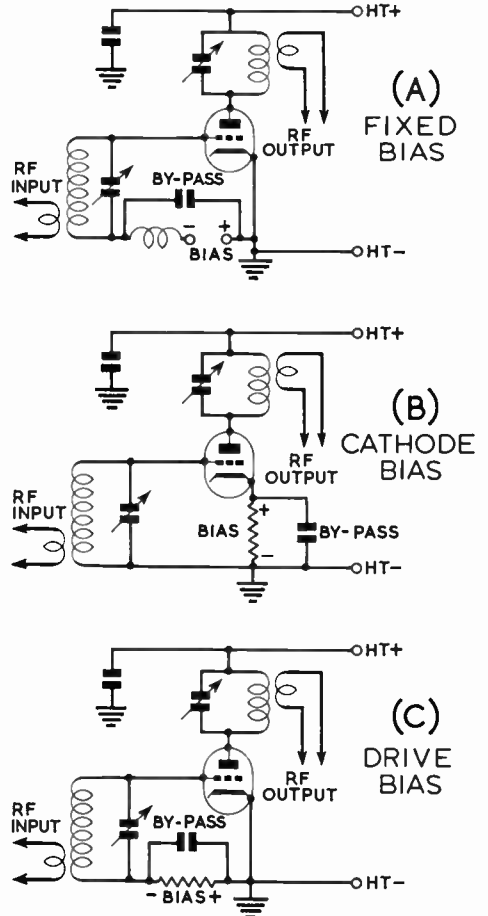 HT+
(A)
FIXED
BIAS
RF
OUTPUT
RF
INPUT
BY-PASS
- +
BIAS
HT-
HT+
(B)
CATHODE
BIAS
RF
OUTPUT
RF
INPUT
+
BIAS
BY-PASS
-
HT-
HT+
(C)
DRIVE
BIAS
RF
OUTPUT
RF
INPUT
BY-PASS
HT-
-BIAS+